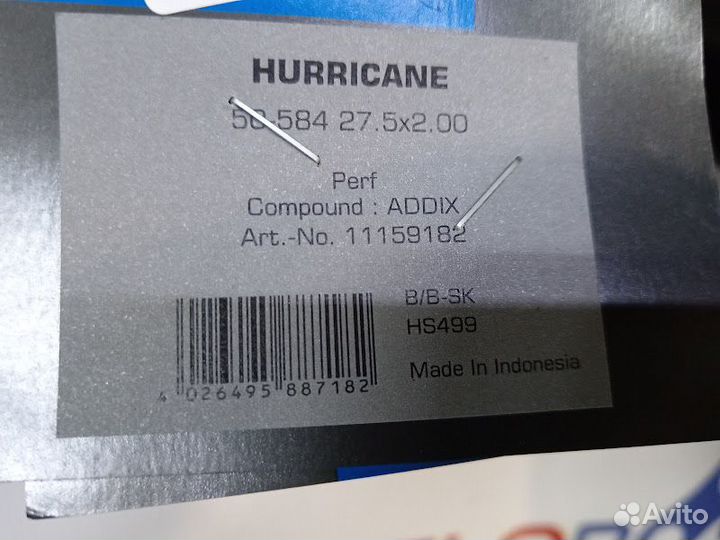 HURRICANE
50-584 27.5x2.00
Perf
Compound : ADDIX
Art.-No. 11159182
B/B-SK
HS499
Made In Indonesia
4 026495 887182
Avito